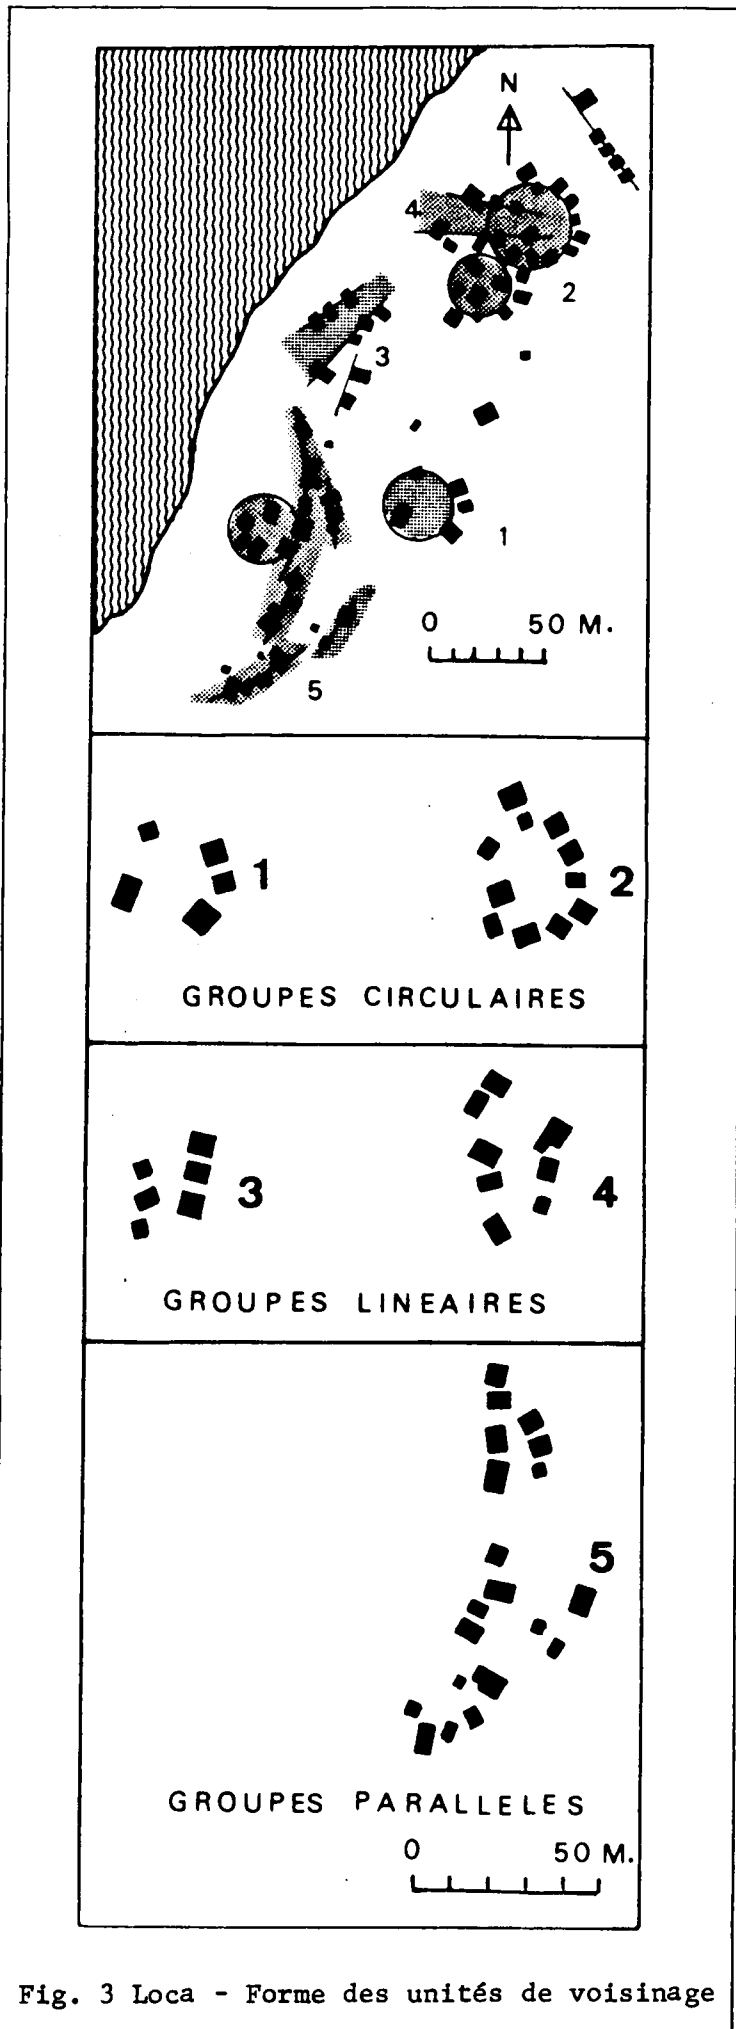 N
4
2
3
1
0 50 M.
5
1 2
GROUPES CIRCULAIRES
3 4
GROUPES LINEAIRES
5
GROUPES PARALLELES
0 50 M.
Fig. 3 Loca - Forme des unités de voisinage